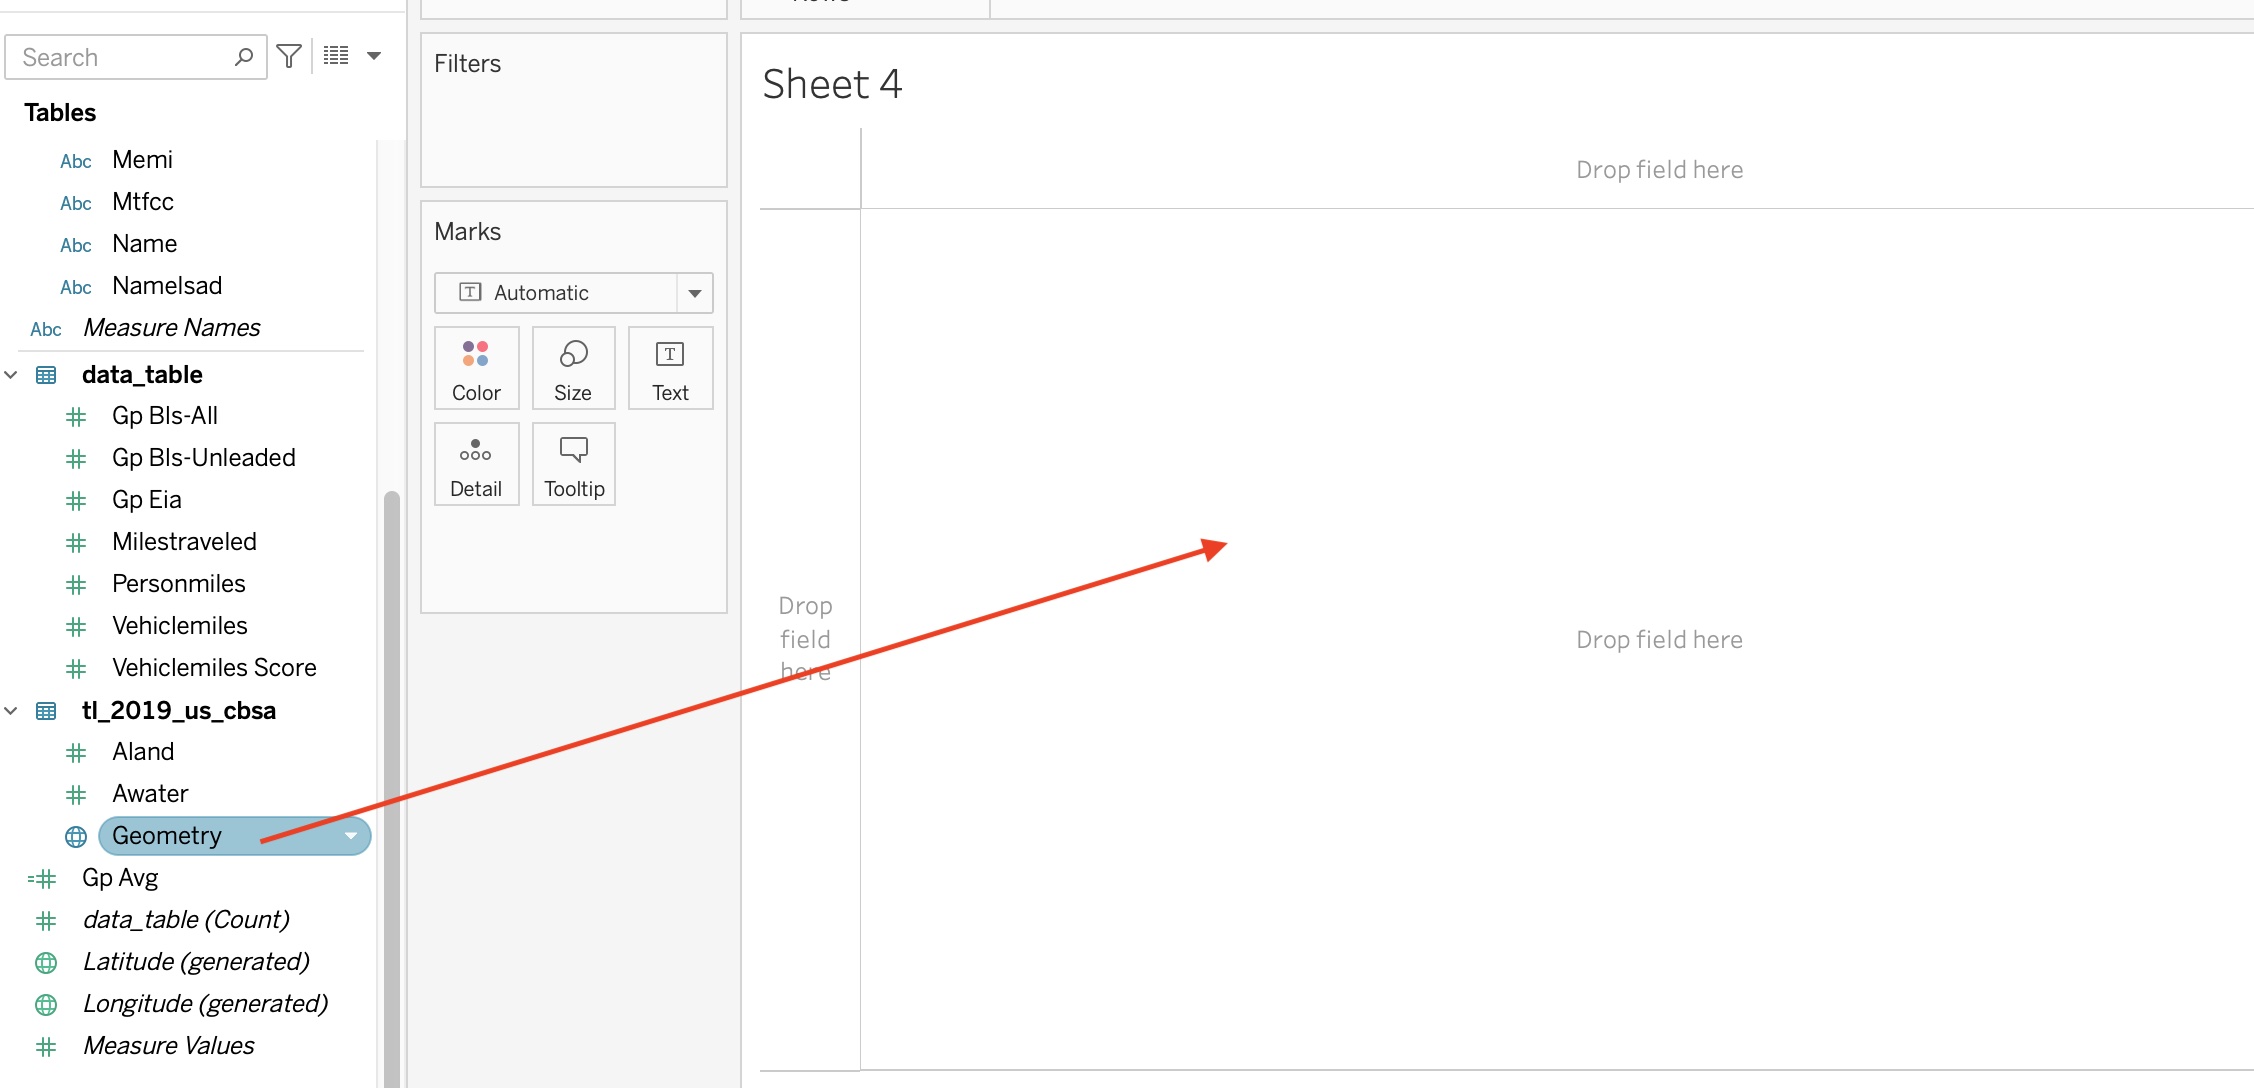 Search
Tables
Abc Memi
Abc Mtfcc
Abc Name
Abc Namelsad
Abc Measure Names
data_table
Gp Bls-All
Gp Bls-Unleaded
Gp Eia
Milestraveled
Personmiles
Vehiclemiles
Vehiclemiles Score
tl_2019_us_cbsa
Aland
Awater
Geometry
=# Gp Avg
data_table (Count)
Latitude (generated)
Longitude (generated)
Measure Values
Filters
Marks
T Automatic
Color
Size
T
Text
Detail
Tooltip
Sheet 4
Drop field here
Drop
field
here
Drop field here